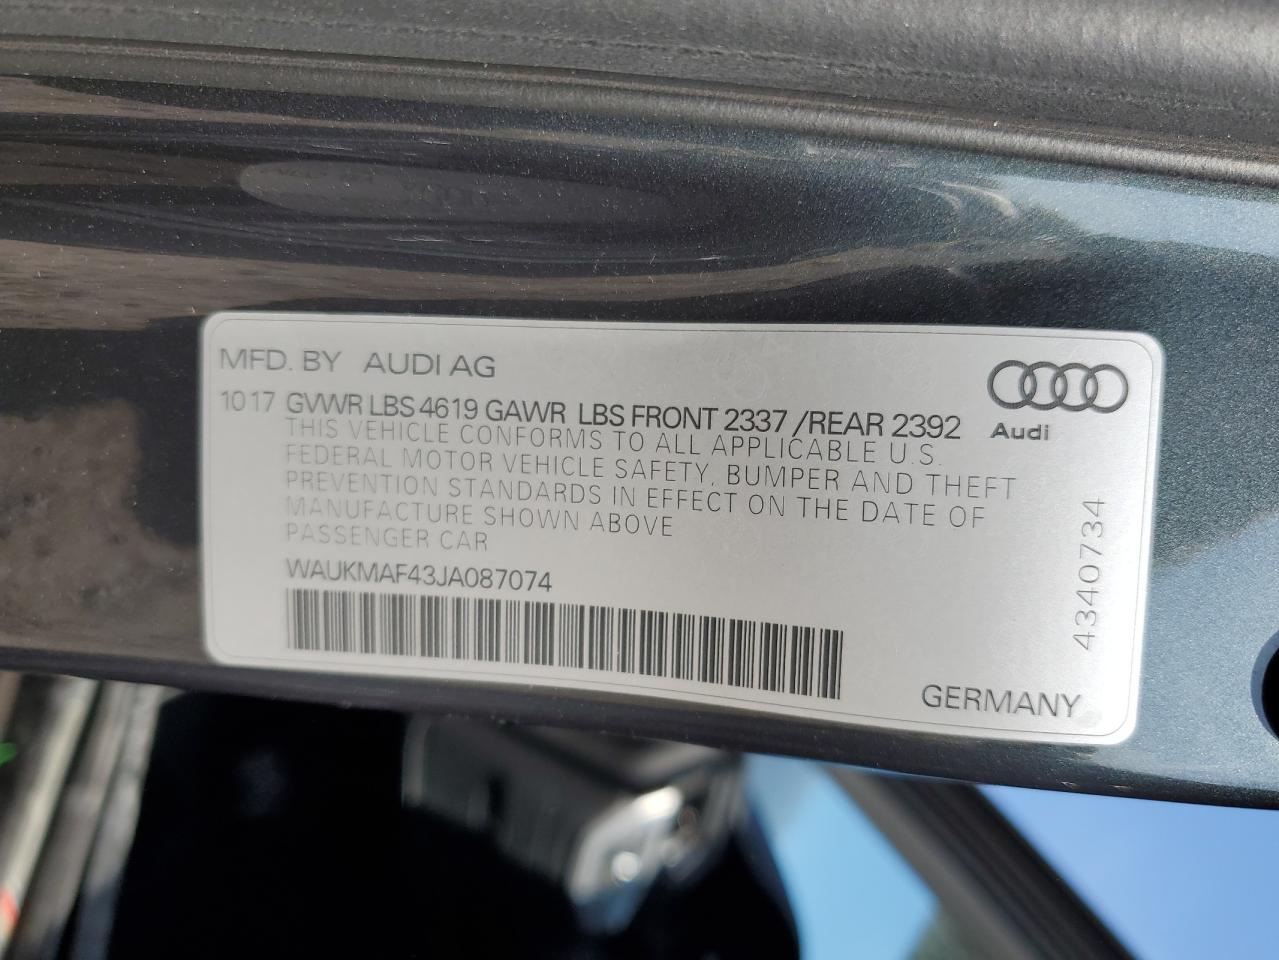 MFD. BY AUDI AG
1017 GVWR LBS 4619 GAWR LBS FRONT 2337 /REAR 2392
THIS VEHICLE CONFORMS TO ALL APPLICABLE U.S.
FEDERAL MOTOR VEHICLE SAFETY, BUMPER AND THEFT
PREVENTION STANDARDS IN EFFECT ON THE DATE OF
MANUFACTURE SHOWN ABOVE
PASSENGER CAR
WAUKMAF43JA087074
Audi
4340734
GERMANY